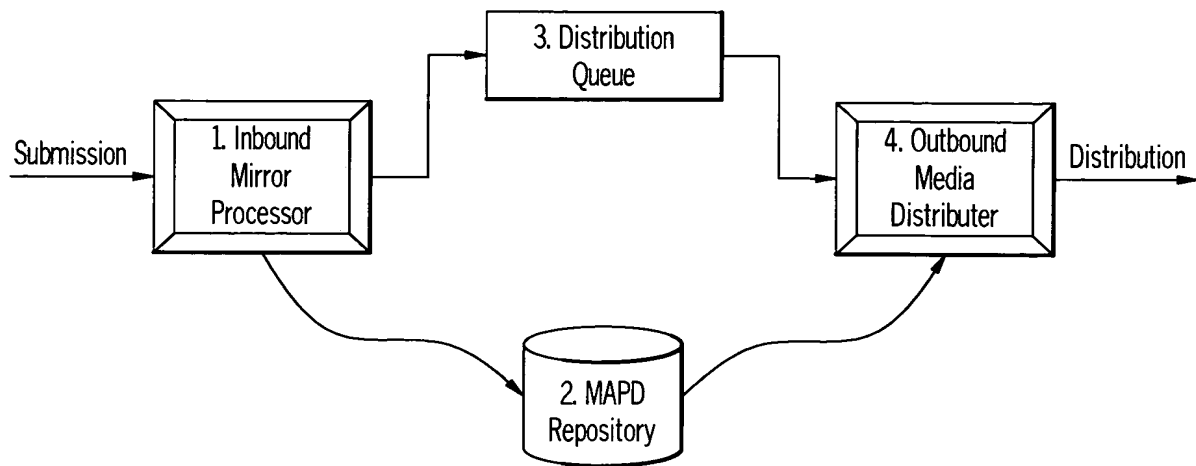 3. Distribution
Queue
Submission
1. Inbound
Mirror
Processor
4. Outbound
Media
Distributer
Distribution
2. MAPD
Repository